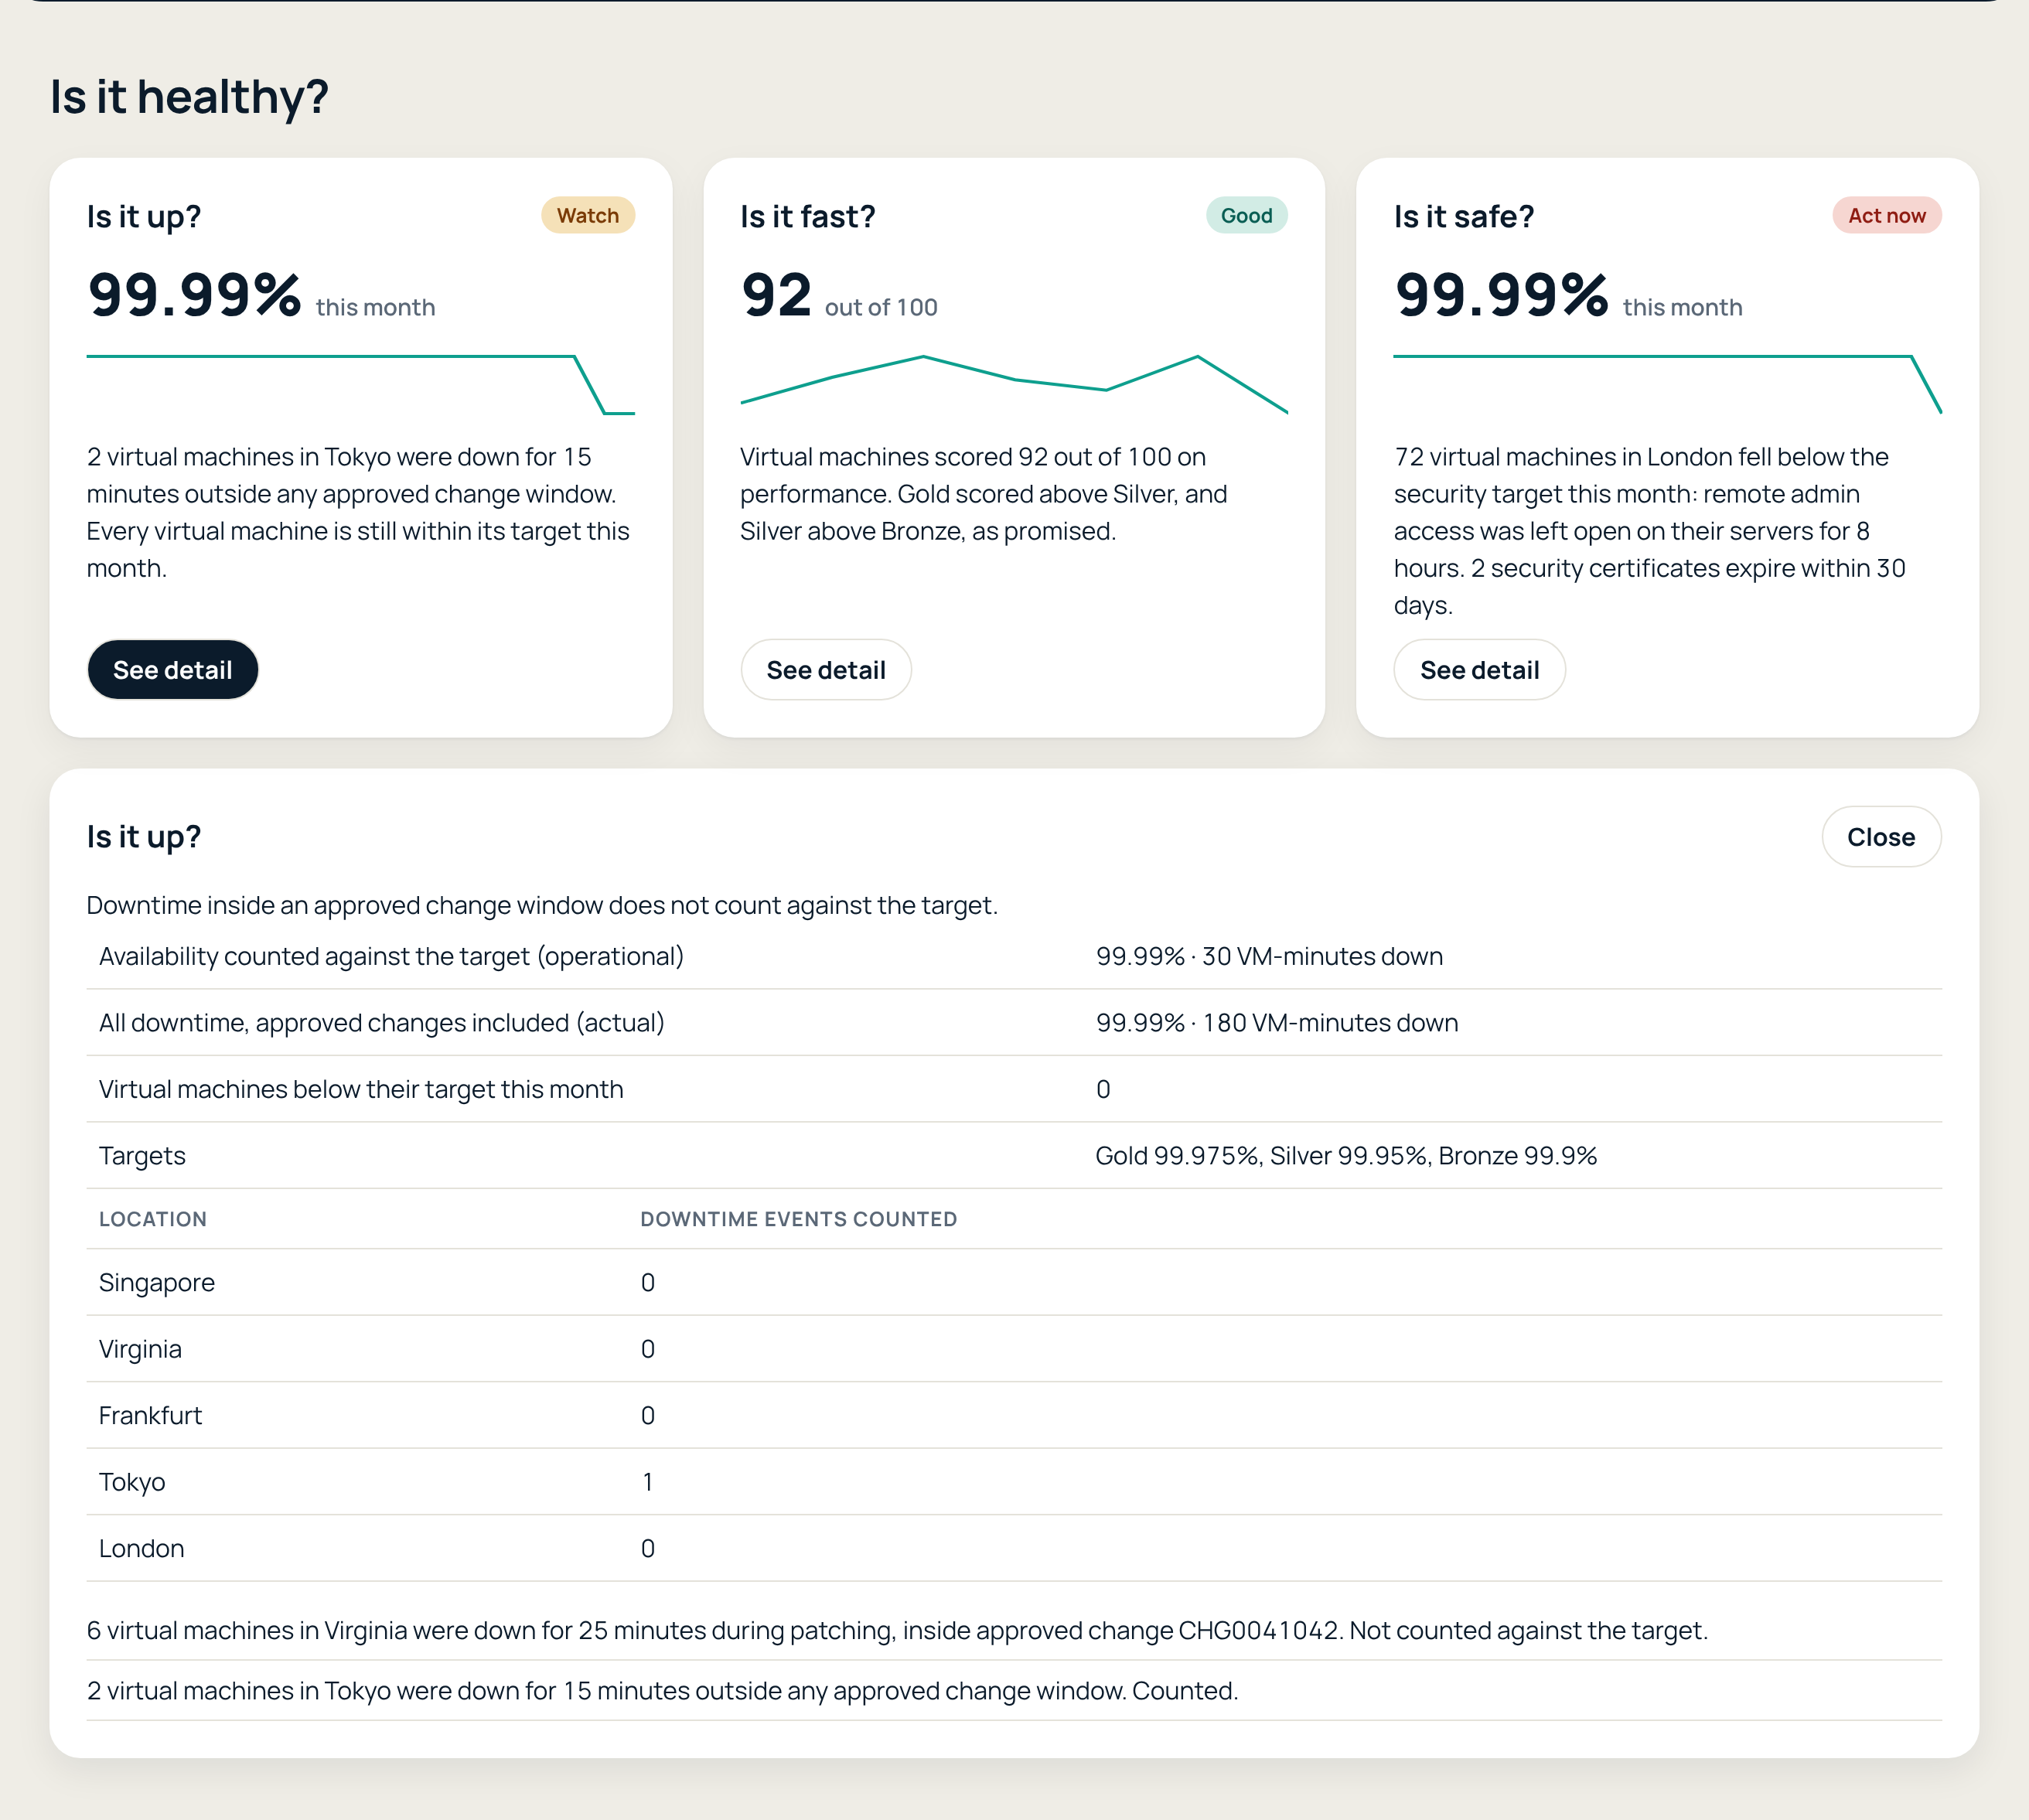 Is it healthy?
Is it up?
Watch
99.99% this month
2 virtual machines in Tokyo were down for 15
minutes outside any approved change window.
Every virtual machine is still within its target this
month.
See detail
Is it fast?
Good
92 out of 100
Virtual machines scored 92 out of 100 on
performance. Gold scored above Silver, and
Silver above Bronze, as promised.
See detail
Is it safe?
Act now
99.99% this month
72 virtual machines in London fell below the
security target this month: remote admin
access was left open on their servers for 8
hours. 2 security certificates expire within 30
days.
See detail
Is it up?
Close
Downtime inside an approved change window does not count against the target.
Availability counted against the target (operational) 99.99% · 30 VM-minutes down
All downtime, approved changes included (actual) 99.99% · 180 VM-minutes down
Virtual machines below their target this month 0
Targets Gold 99.975%, Silver 99.95%, Bronze 99.9%
LOCATION DOWNTIME EVENTS COUNTED
Singapore 0
Virginia 0
Frankfurt 0
Tokyo 1
London 0
6 virtual machines in Virginia were down for 25 minutes during patching, inside approved change CHG0041042. Not counted against the target.
2 virtual machines in Tokyo were down for 15 minutes outside any approved change window. Counted.